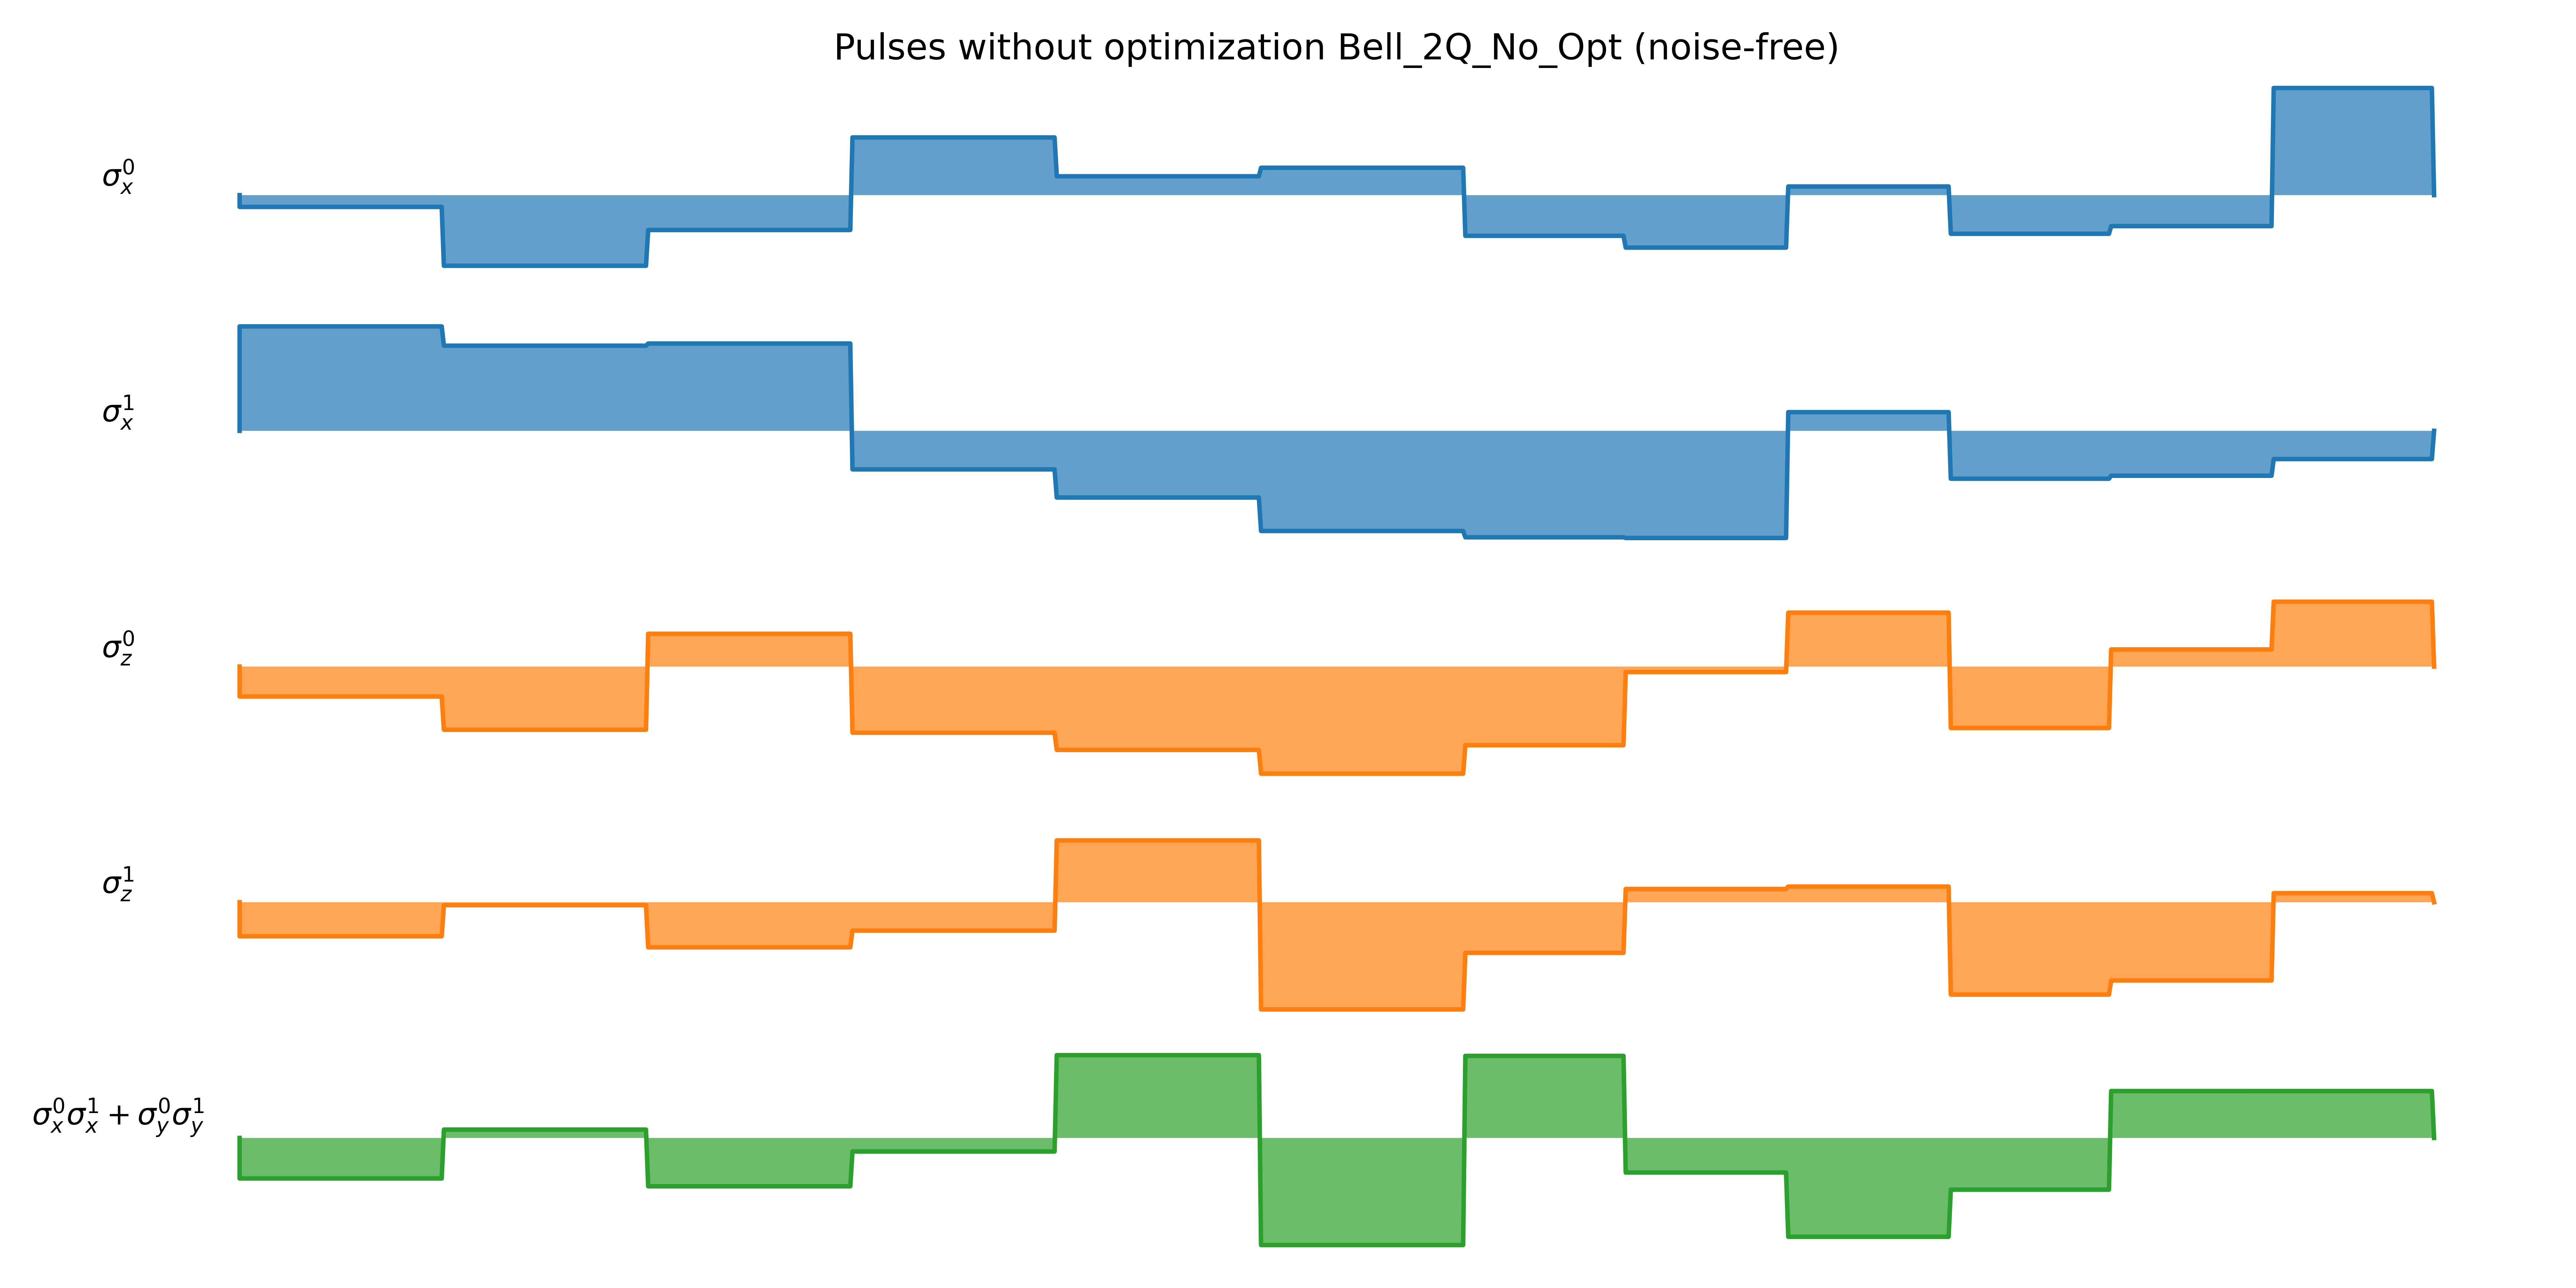 Pulses without optimization Bell_2Q_No_Opt (noise-free)
σ_x^0
σ_x^1
σ_z^0
σ_z^1
σ_x^0σ_x^1 + σ_y^0σ_y^1